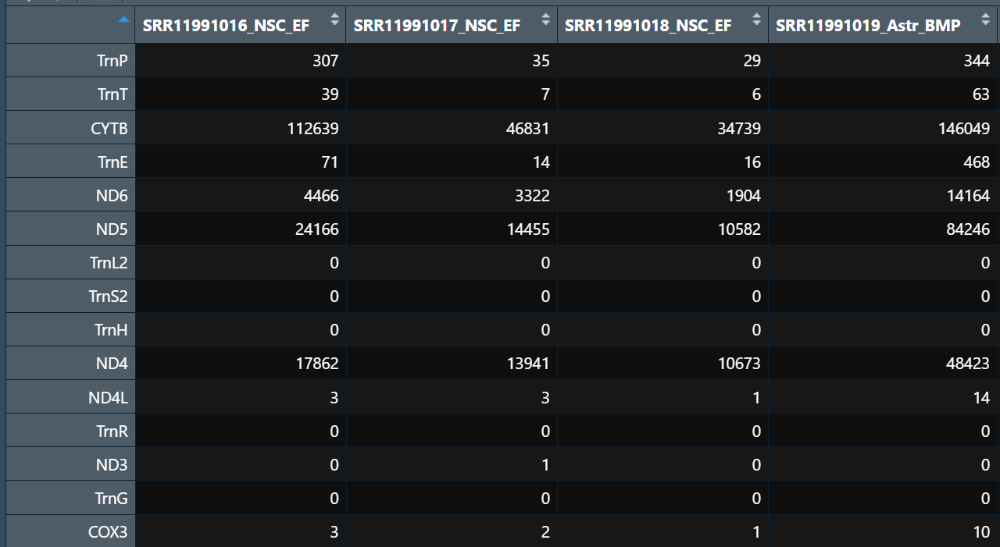 SRR11991016_NSC_EF SRR11991017_NSC_EF SRR11991018_NSC_EF SRR11991019_Astr_BMP
TrnP 307 35 29 344
TrnT 39 7 6 63
CYTB 112639 46831 34739 146049
TrnE 71 14 16 468
ND6 4466 3322 1904 14164
ND5 24166 14455 10582 84246
TrnL2 0 0 0 0
TrnS2 0 0 0 0
TrnH 0 0 0 0
ND4 17862 13941 10673 48423
ND4L 3 3 1 14
TrnR 0 0 0 0
ND3 0 1 0 0
TrnG 0 0 0 0
COX3 3 2 1 10